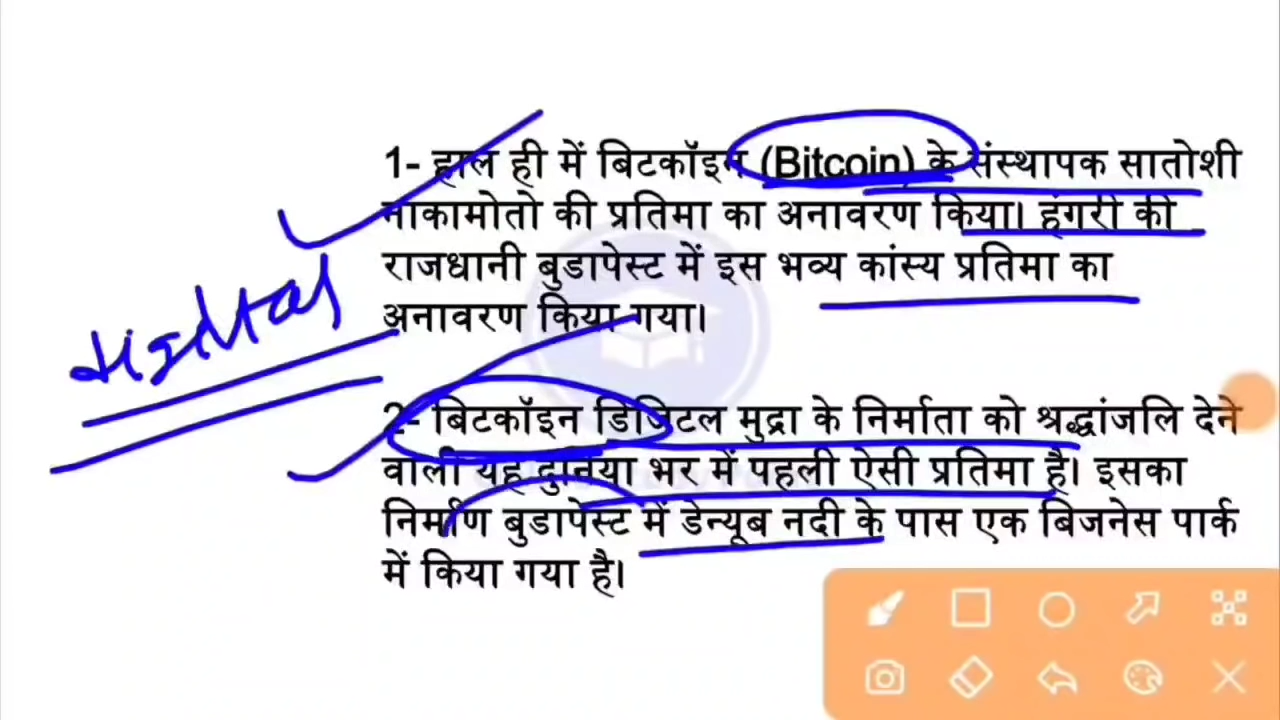 1- हाल ही में बिटकॉइन (Bitcoin) के संस्थापक सातोशी
नाकामोतो की प्रतिमा का अनावरण किया। हंगरी की
राजधानी बुडापेस्ट में इस भव्य कांस्य प्रतिमा का
अनावरण किया गया।
2- बिटकॉइन डिजिटल मुद्रा के निर्माता को श्रद्धांजलि देने
वाली यह दुनिया भर में पहली ऐसी प्रतिमा है। इसका
निर्माण बुडापेस्ट में डेन्यूब नदी के पास एक बिजनेस पार्क
में किया गया है।